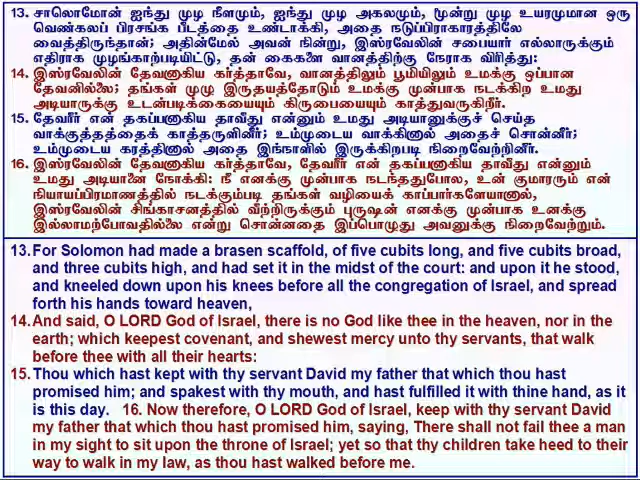 13. சாலொமோன் ஐந்து முழ நீளமும், ஐந்து முழ அகலமும், மூன்று முழ உயரமுமான ஒரு
வெண்கலப் பிரசங்க பீடத்தை உண்டாக்கி, அதை நடுப்பிராகாரத்திலே
வைத்திருந்தான்; அதின்மேல் அவன் நின்று, இஸ்ரவேலின் சபையார் எல்லாருக்கும்
எதிராக முழங்காற்படியிட்டு, தன் கைகளை வானத்திற்கு நேராக விரித்து:
14. இஸ்ரவேலின் தேவனாகிய கர்த்தாவே, வானத்திலும் பூமியிலும் உமக்கு ஒப்பான
தேவனில்லை; தங்கள் முழு இருதயத்தோடும் உமக்கு முன்பாக நடக்கிற உமது
அடியாருக்கு உடன்படிக்கையையும் கிருபையையும் காத்துவருகிறீர்.
15. தேவரீர் என் தகப்பனாகிய தாவீது என்னும் உமது அடியானுக்குச் செய்த
வாக்குத்தத்தைக் காத்தருளினீர்; உம்முடைய வாக்கினால் அதைச் சொன்னீர்;
உம்முடைய கரத்தினால் அதை இந்நாளில் இருக்கிறபடி நிறைவேற்றினீர்.
16. இஸ்ரவேலின் தேவனாகிய கர்த்தாவே, தேவரீர் என் தகப்பனாகிய தாவீது என்னும்
உமது அடியானை நோக்கி: நீ எனக்கு முன்பாக நடந்ததுபோல, உன் குமாரரும் என்
நியாயப்பிரமாணத்தில் நடக்கும்படி தங்கள் வழியைக் காப்பார்களேயானால்,
இஸ்ரவேலின் சிங்காசனத்தில் வீற்றிருக்கும் புருஷன் எனக்கு முன்பாக உனக்கு
இல்லாமற்போவதில்லை என்று சொன்னதை இப்பொழுது அவனுக்கு நிறைவேற்றும்.
13. For Solomon had made a brasen scaffold, of five cubits long, and five cubits broad,
and three cubits high, and had set it in the midst of the court: and upon it he stood,
and kneeled down upon his knees before all the congregation of Israel, and spread
forth his hands toward heaven,
14. And said, O LORD God of Israel, there is no God like thee in the heaven, nor in the
earth; which keepest covenant, and shewest mercy unto thy servants, that walk
before thee with all their hearts:
15. Thou which hast kept with thy servant David my father that which thou hast
promised him; and spakest with thy mouth, and hast fulfilled it with thine hand, as it
is this day. 16. Now therefore, O LORD God of Israel, keep with thy servant David
my father that which thou hast promised him, saying, There shall not fail thee a man
in my sight to sit upon the throne of Israel; yet so that thy children take heed to their
way to walk in my law, as thou hast walked before me.